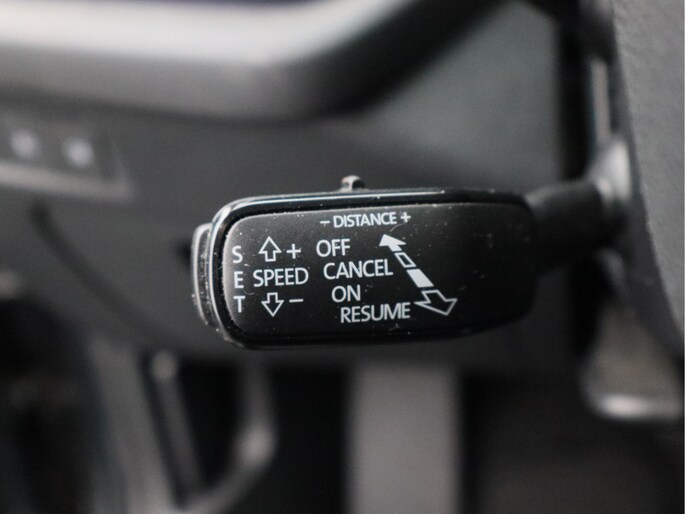 - DISTANCE +
S
E
T
+
SPEED
-
OFF
CANCEL
ON
RESUME